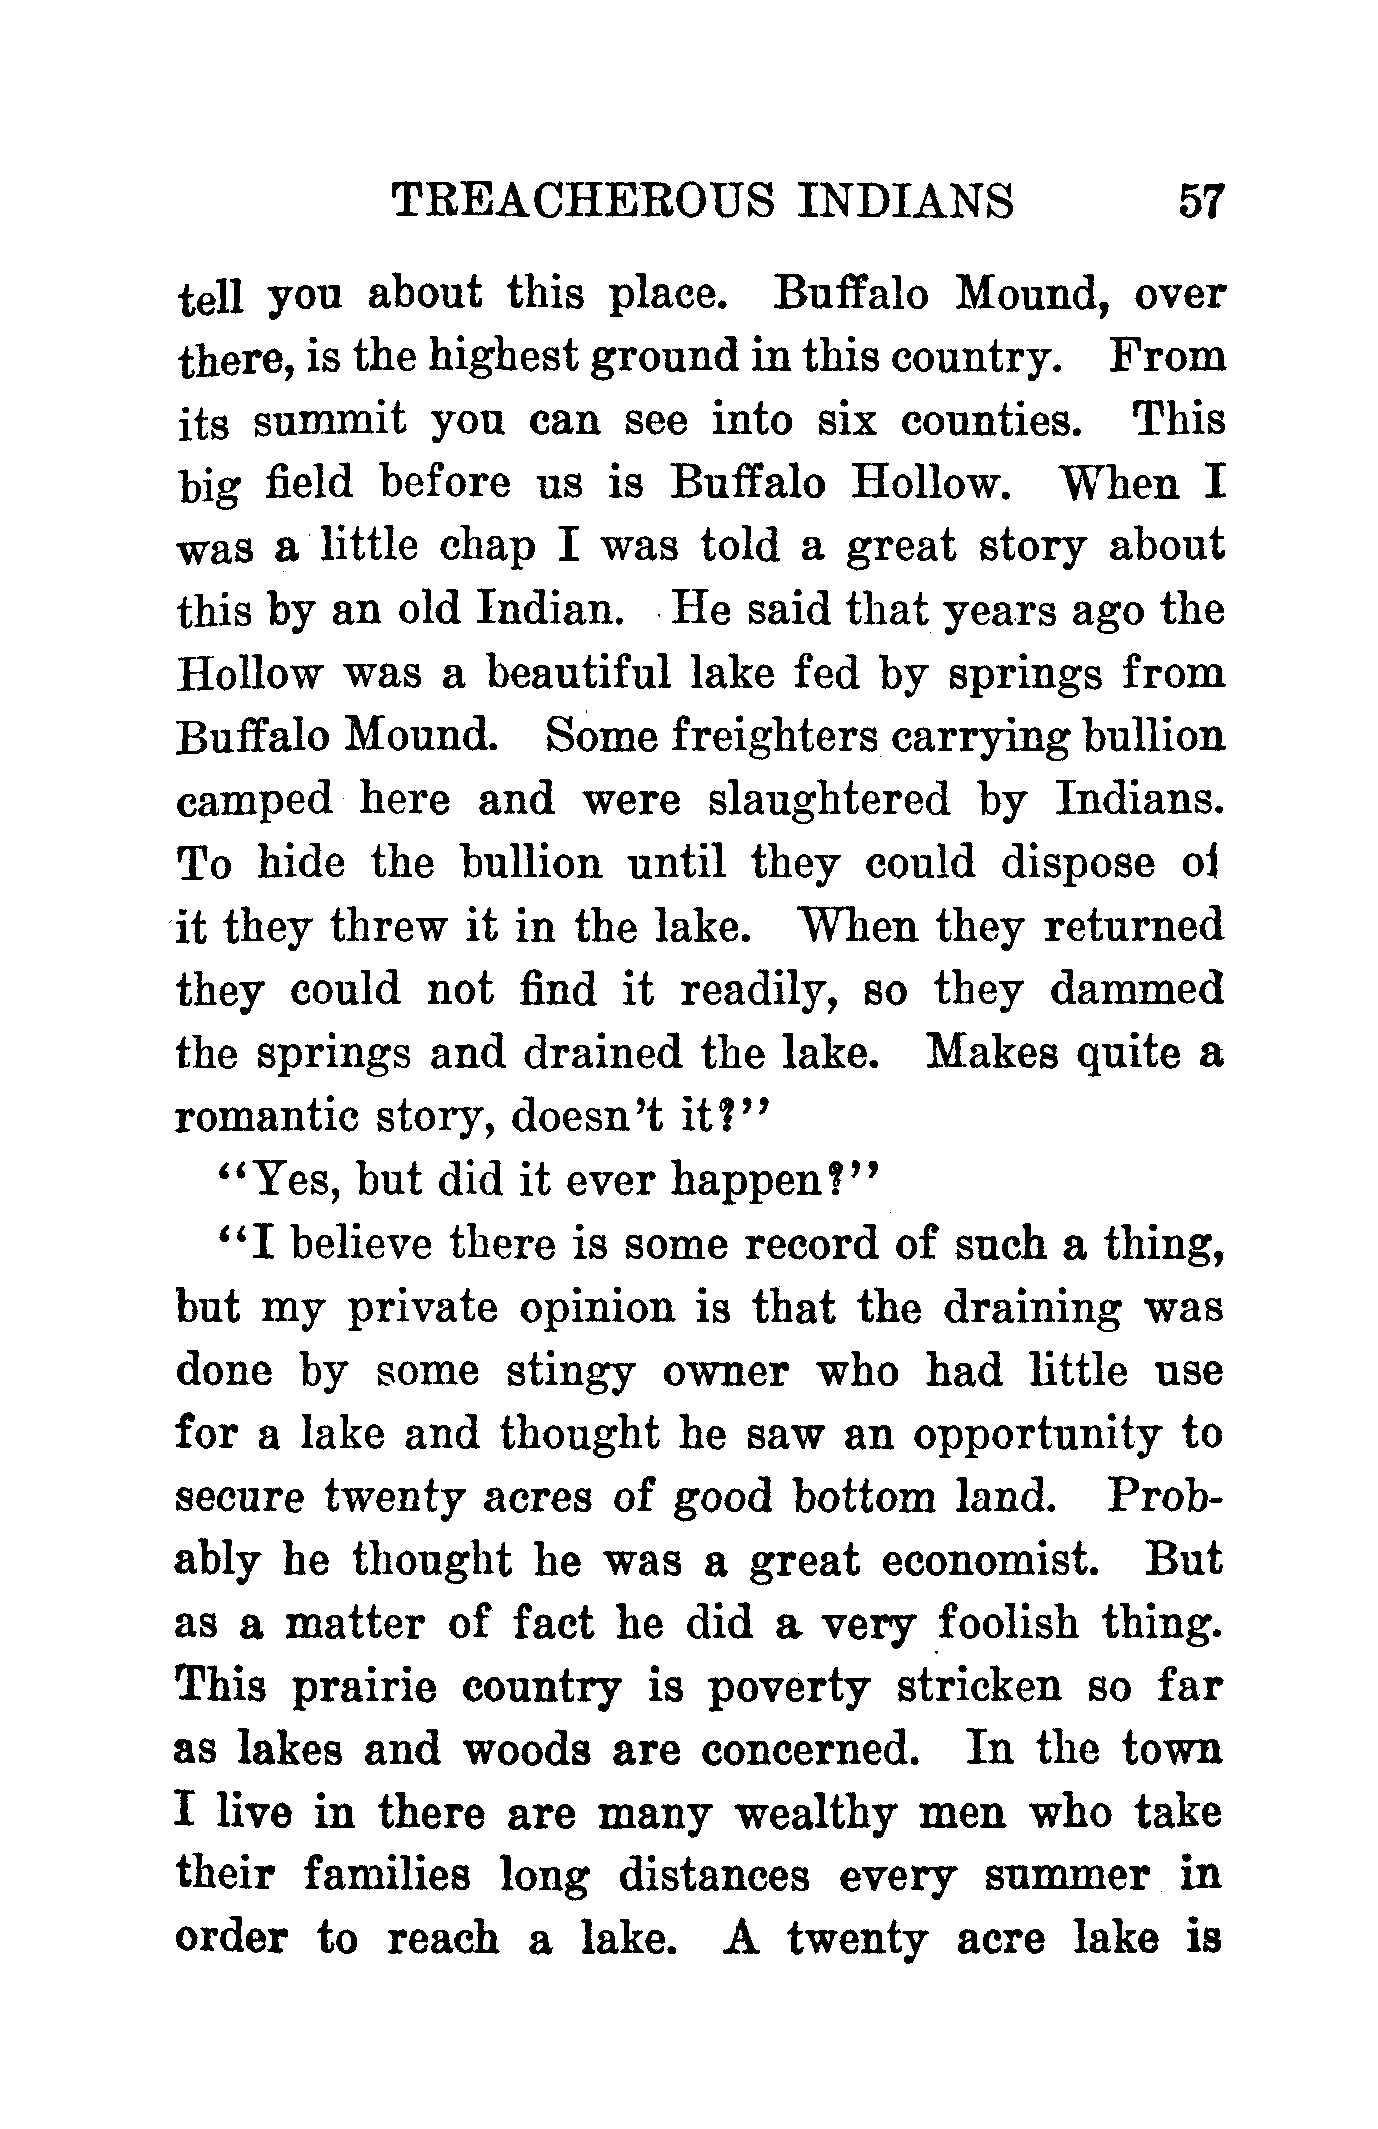 TREACHEROUS INDIANS 57
tell you about this place. Buffalo Mound, over
there, is the highest ground in this country. From
its summit you can see into six counties. This
big field before us is Buffalo Hollow. When I
was a little chap I was told a great story about
this by an old Indian. He said that years ago the
Hollow was a beautiful lake fed by springs from
Buffalo Mound. Some freighters carrying bullion
camped here and were slaughtered by Indians.
To hide the bullion until they could dispose of
it they threw it in the lake. When they returned
they could not find it readily, so they dammed
the springs and drained the lake. Makes quite a
romantic story, doesn't it?"
"Yes, but did it ever happen?"
"I believe there is some record of such a thing,
but my private opinion is that the draining was
done by some stingy owner who had little use
for a lake and thought he saw an opportunity to
secure twenty acres of good bottom land. Prob-
ably he thought he was a great economist. But
as a matter of fact he did a very foolish thing.
This prairie country is poverty stricken so far
as lakes and woods are concerned. In the town
I live in there are many wealthy men who take
their families long distances every summer in
order to reach a lake. A twenty acre lake is